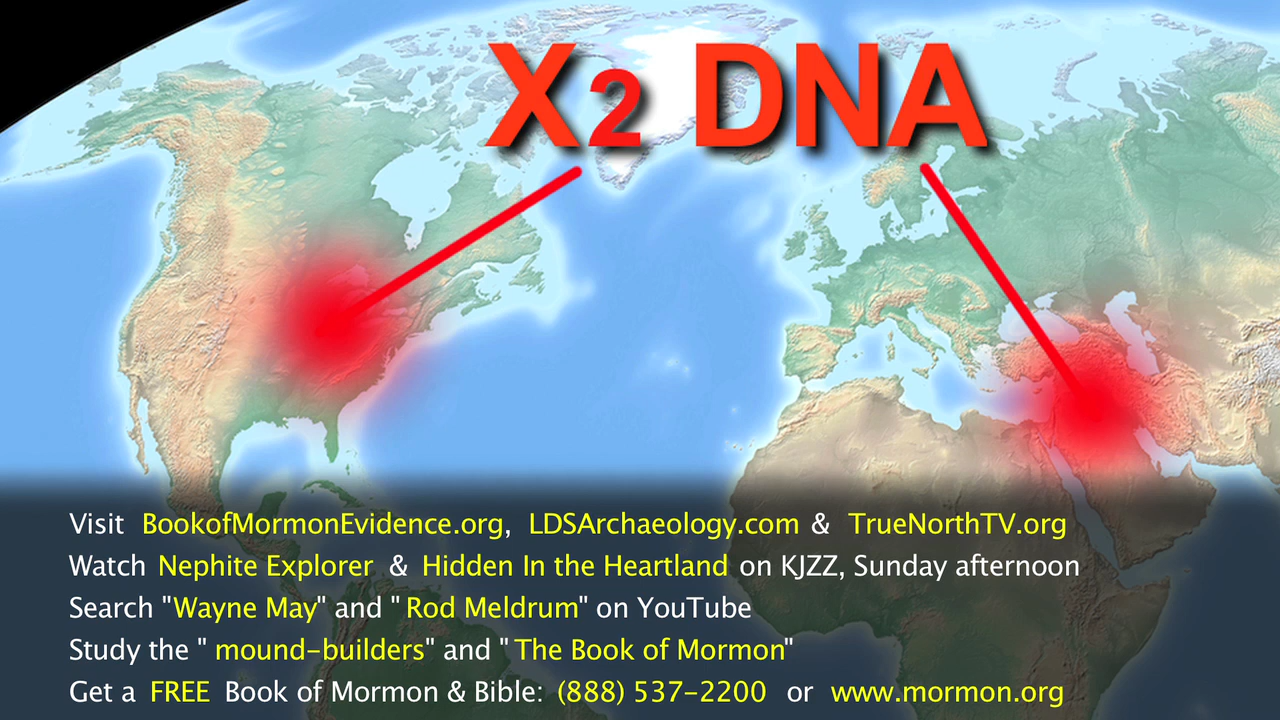 X2 DNA
Visit BookofMormonEvidence.org, LDSArchaeology.com & TrueNorthTV.org
Watch Nephite Explorer & Hidden In the Heartland on KJZZ, Sunday afternoon
Search "Wayne May" and "Rod Meldrum" on YouTube
Study the "mound-builders" and "The Book of Mormon"
Get a FREE Book of Mormon & Bible: (888) 537-2200 or www.mormon.org